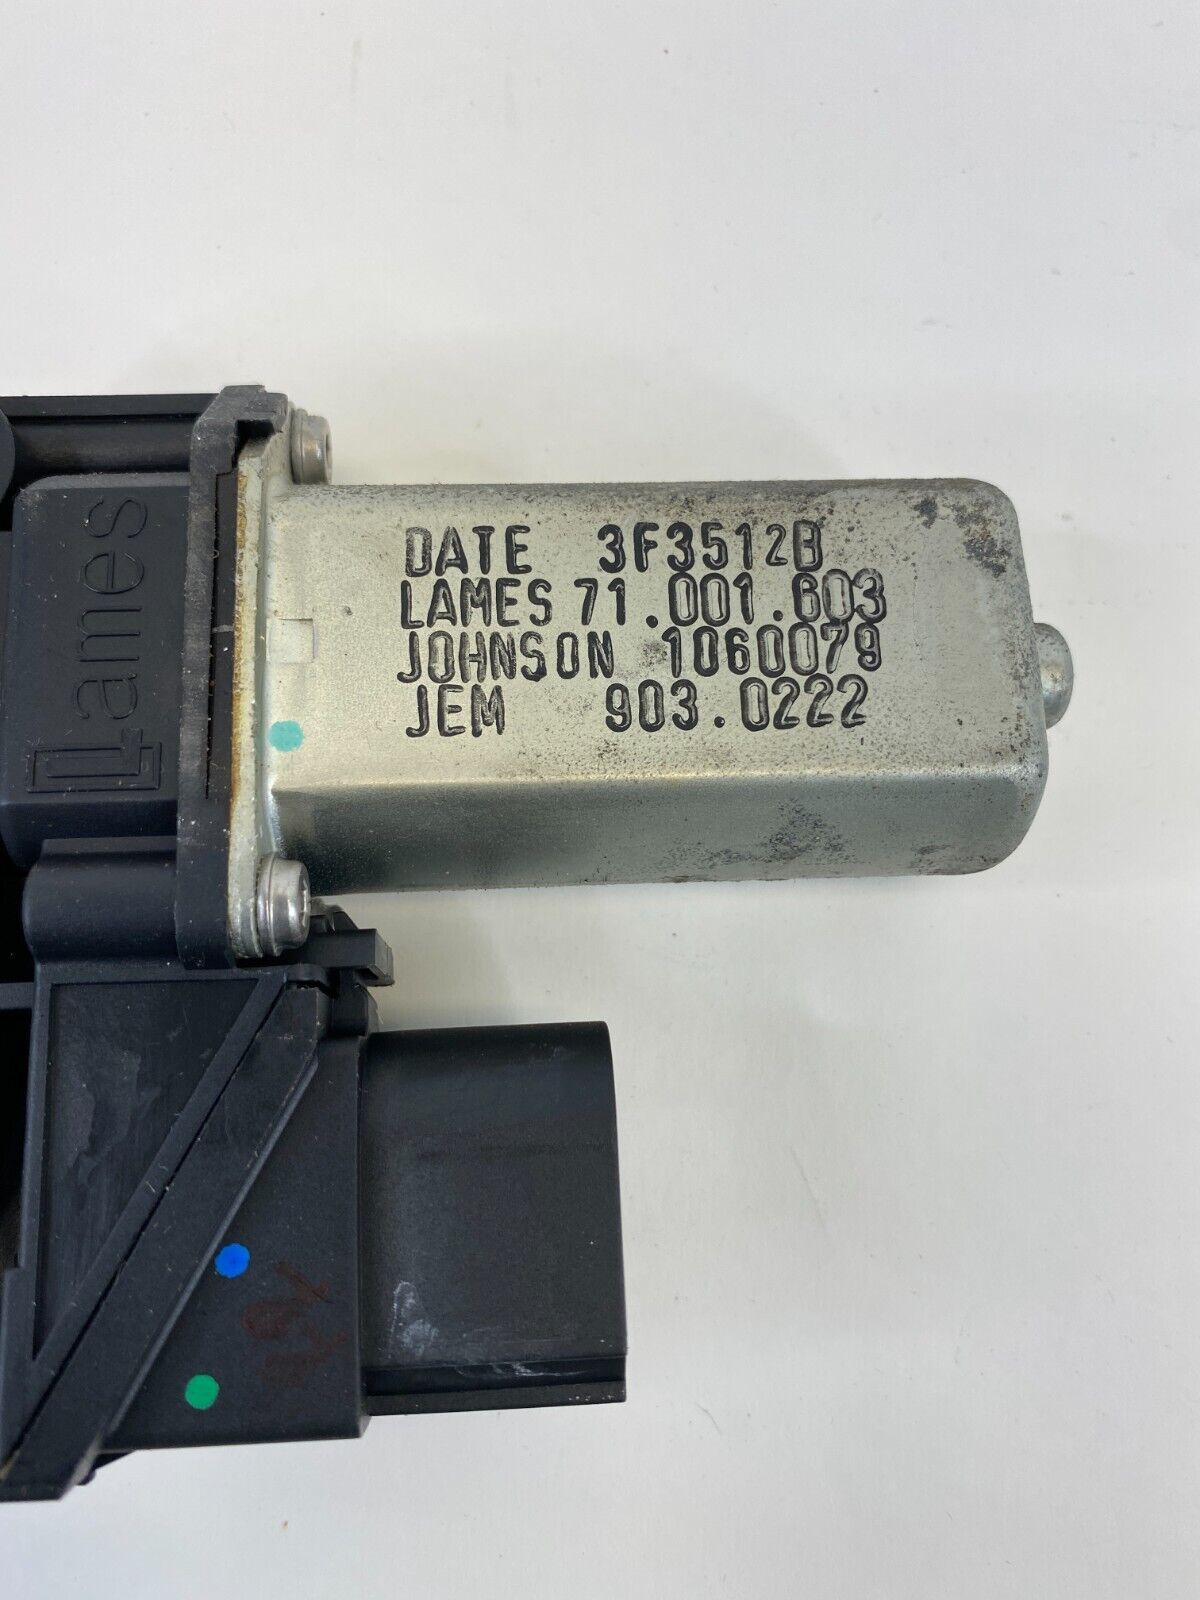 DATE 3F3512B
LAMES 71.001.603
JOHNSON 1060079
JEM 903.0222
Lames